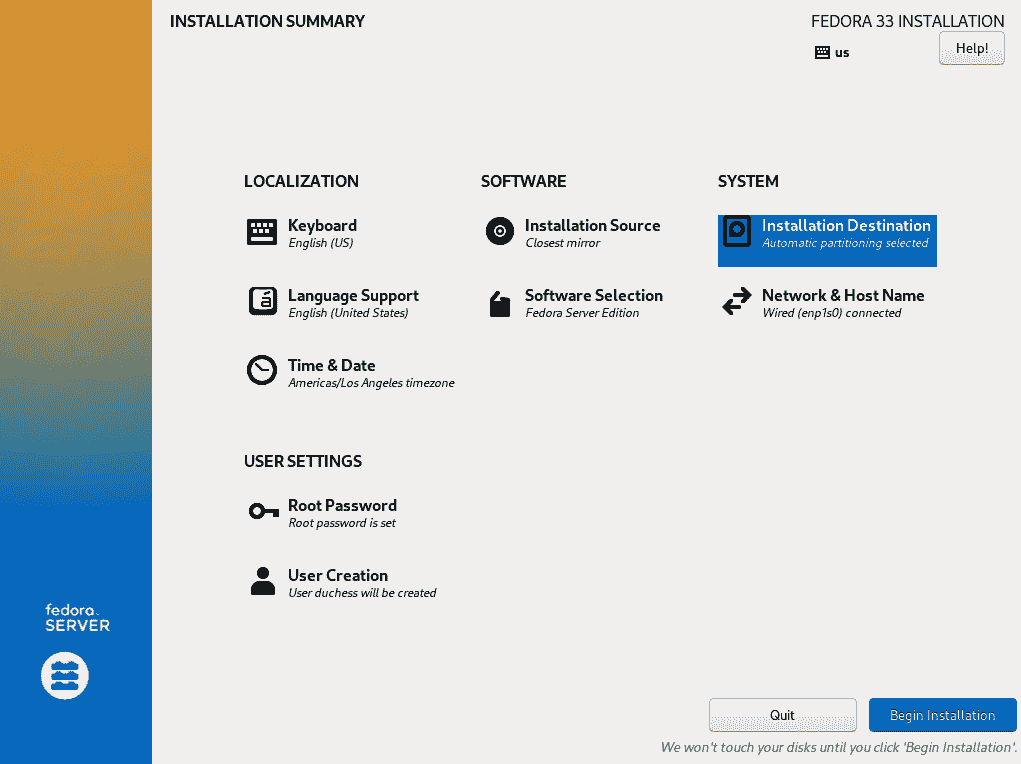 INSTALLATION SUMMARY
FEDORA 33 INSTALLATION
us
Help!
LOCALIZATION
Keyboard
English (US)
Language Support
English (United States)
Time & Date
Americas/Los Angeles timezone
SOFTWARE
Installation Source
Closest mirror
Software Selection
Fedora Server Edition
SYSTEM
Installation Destination
Automatic partitioning selected
Network & Host Name
Wired (enp1s0) connected
USER SETTINGS
Root Password
Root password is set
User Creation
User duchess will be created
fedora™
SERVER
Quit
Begin Installation
We won't touch your disks until you click 'Begin Installation'.